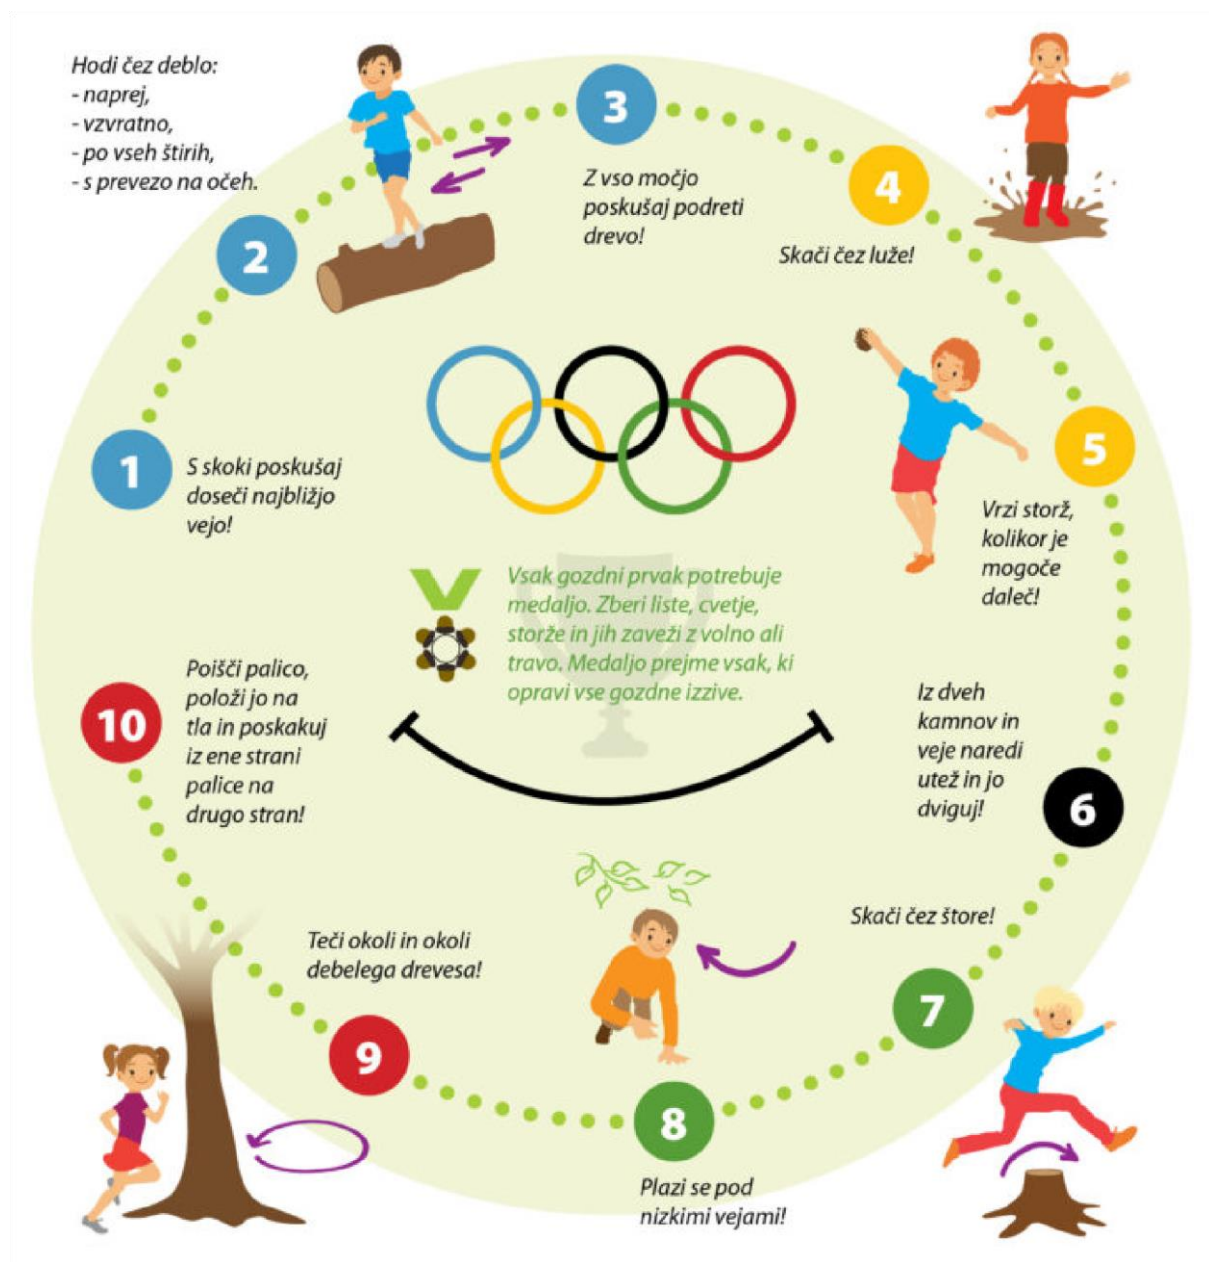 1
S skoki poskušaj
doseči najbližjo
vejo!
2
Hodi čez deblo:
- naprej,
- vzvratno,
- po vseh štirih,
- s prevezo na očeh.
3
Z vso močjo
poskušaj podreti
drevo!
4
Skači čez luže!
5
Vrzi storž,
kolikor je
mogoče
daleč!
6
Iz dveh
kamnov in
veje naredi
utež in jo
dviguj!
7
Skači čez štore!
8
Plazi se pod
nizkimi vejami!
9
Teči okoli in okoli
debelega drevesa!
10
Poišči palico,
položi jo na
tla in poskakuj
iz ene strani
palice na
drugo stran!
Vsak gozdni prvak potrebuje
medaljo. Zberi liste, cvetje,
storže in jih zaveži z volno ali
travo. Medaljo prejme vsak, ki
opravi vse gozdne izzive.